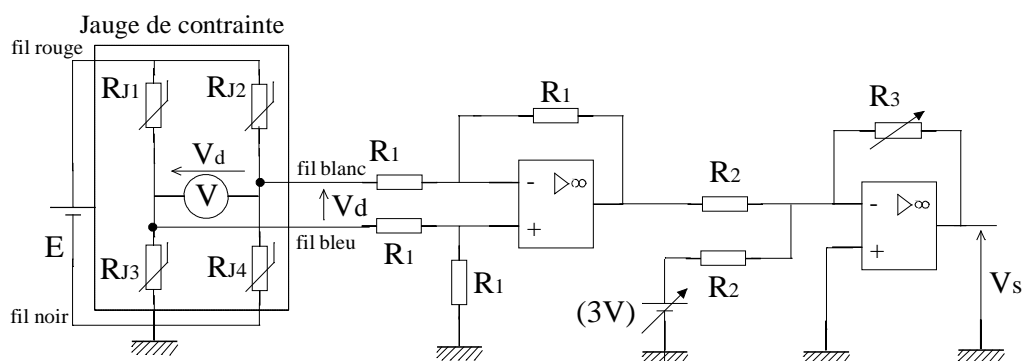 Jauge de contrainte
fil rouge
RJ1
RJ2
R1
R3
Vd
fil blanc
R1
- ▷∞
R2
- ▷∞
V
Vd
E
fil bleu
+
+
RJ3
RJ4
R1
R1
R2
Vs
(3V)
fil noir